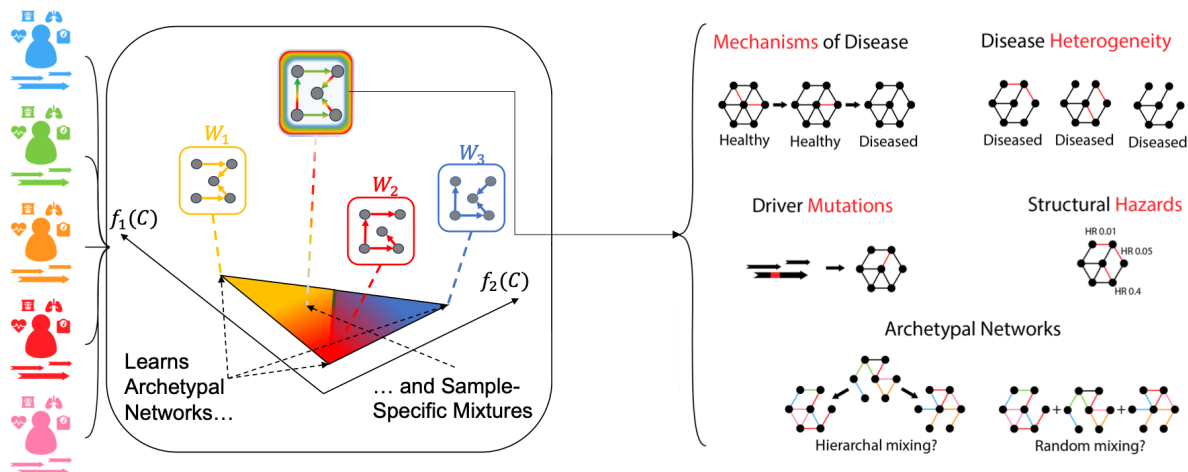 W₁
W₂
W₃
f₁(C)
f₂(C)
Learns
Archetypal
Networks...
... and Sample-
Specific Mixtures
Mechanisms of Disease
Healthy
Healthy
Diseased
Disease Heterogeneity
Diseased
Diseased
Diseased
Driver Mutations
Structural Hazards
HR 0.01
HR 0.05
HR 0.4
Archetypal Networks
Hierarchal mixing?
Random mixing?